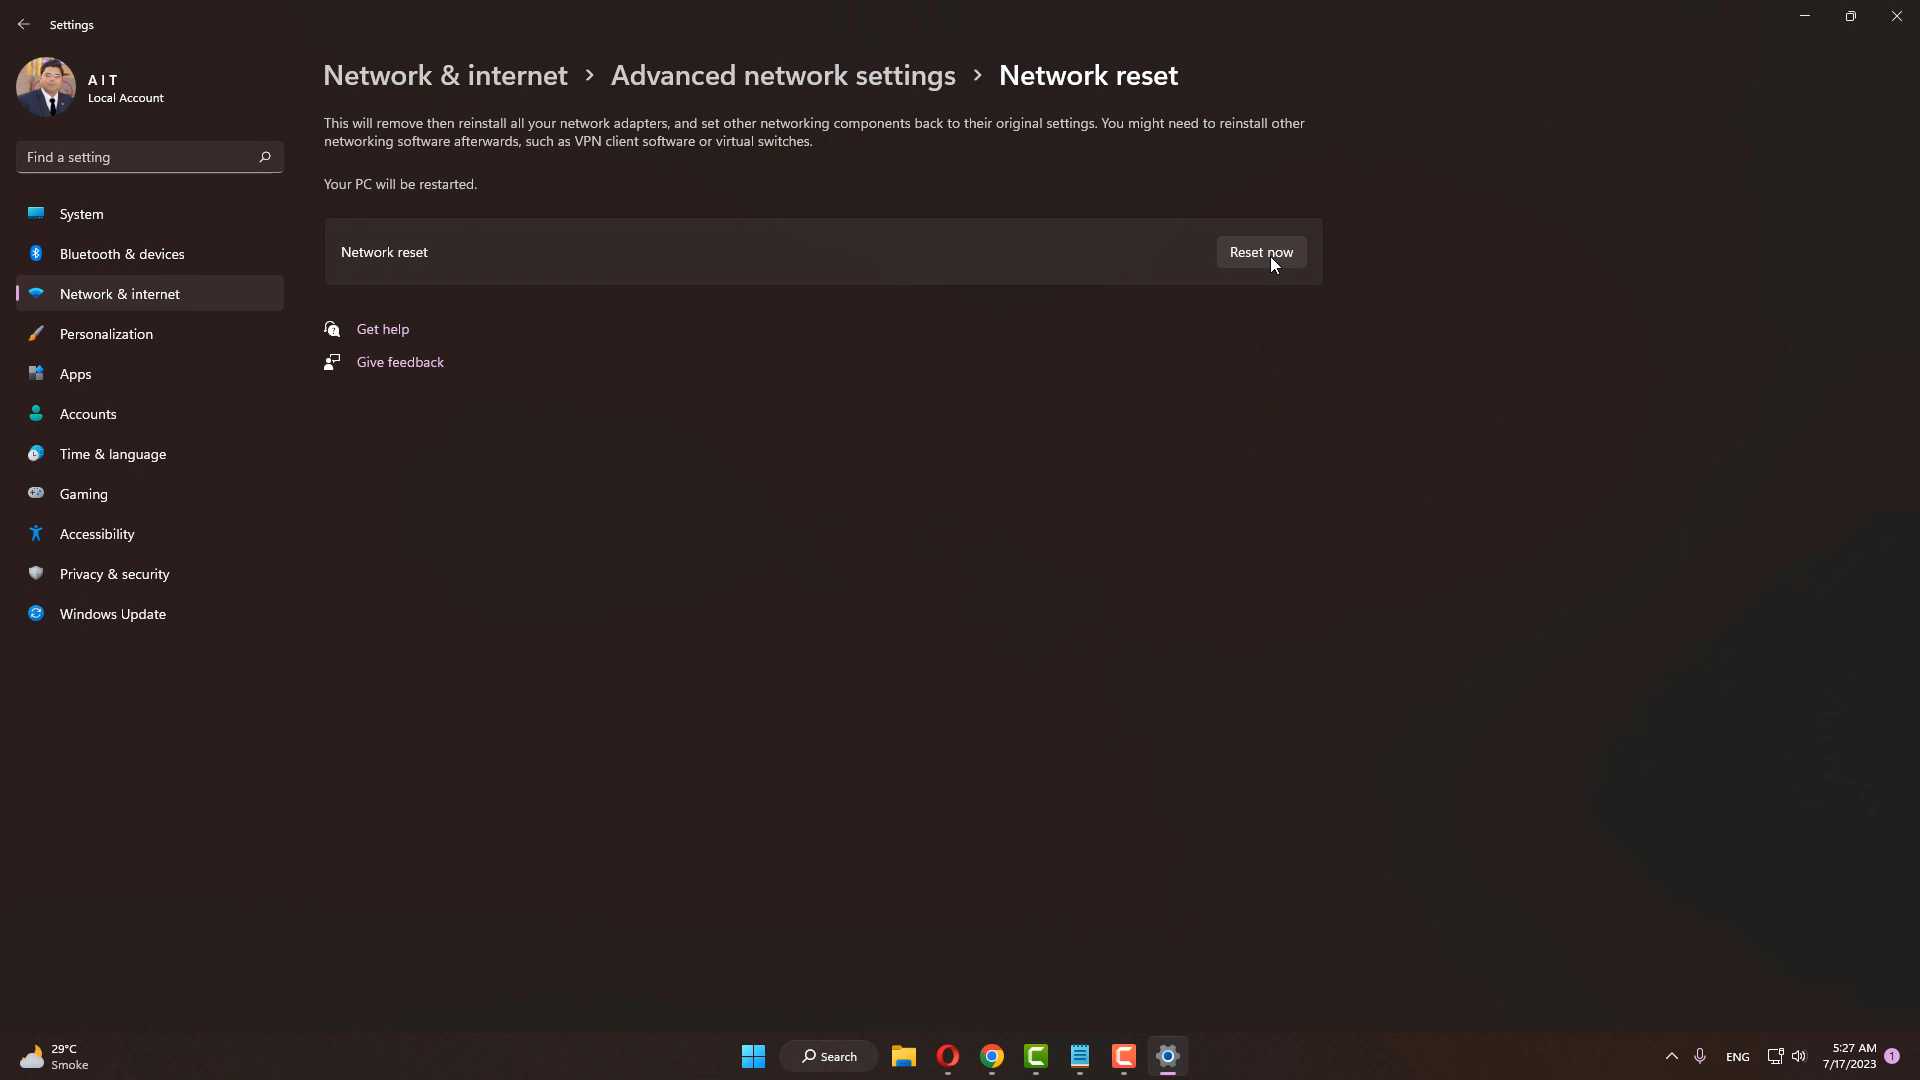 Settings
A I T
Local Account
Find a setting
System
Bluetooth & devices
Network & internet
Personalization
Apps
Accounts
Time & language
Gaming
Accessibility
Privacy & security
Windows Update
Network & internet > Advanced network settings > Network reset
This will remove then reinstall all your network adapters, and set other networking components back to their original settings. You might need to reinstall other
networking software afterwards, such as VPN client software or virtual switches.
Your PC will be restarted.
Network reset Reset now
Get help
Give feedback
29°C
Smoke
Search
ENG
5:27 AM
7/17/2023
1